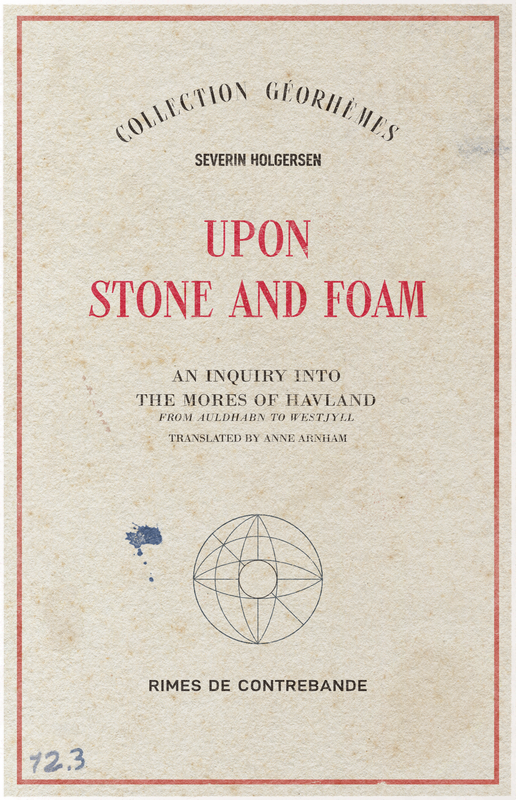 COLLECTION GÉORHÈMES
SEVERIN HOLGERSEN
UPON
STONE AND FOAM
AN INQUIRY INTO
THE MORES OF HAVLAND
FROM AULDHABN TO WESTJYLL
TRANSLATED BY ANNE ARNHAM
RIMES DE CONTREBANDE
12.3